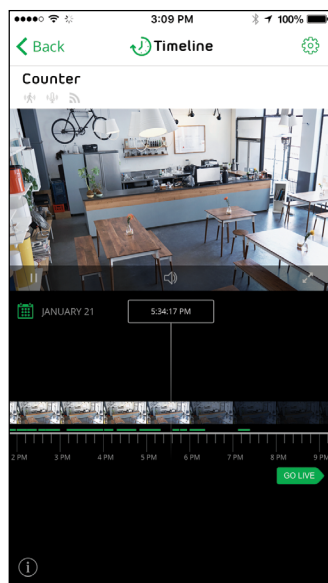 3:09 PM 100%
Back Timeline
Counter
JANUARY 21 5:34:17 PM
2 PM 3 PM 4 PM 5 PM 6 PM 7 PM 8 PM 9 PM
GO LIVE